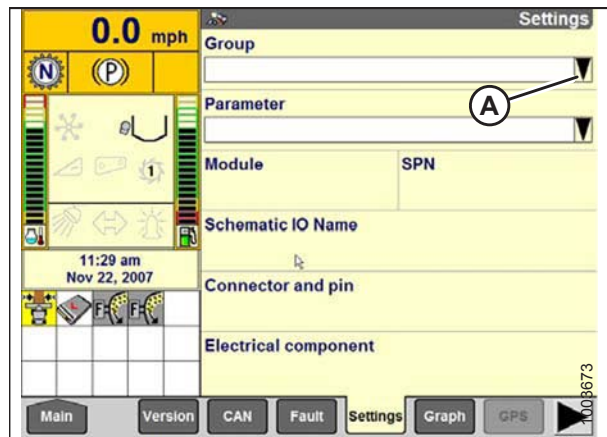 0.0 mph
N
(P)
1
11:29 am
Nov 22, 2007
F
F
Settings
Group
A
Parameter
Module
SPN
Schematic IO Name
Connector and pin
Electrical component
Main
Version
CAN
Fault
Settings
Graph
GPS
1003673